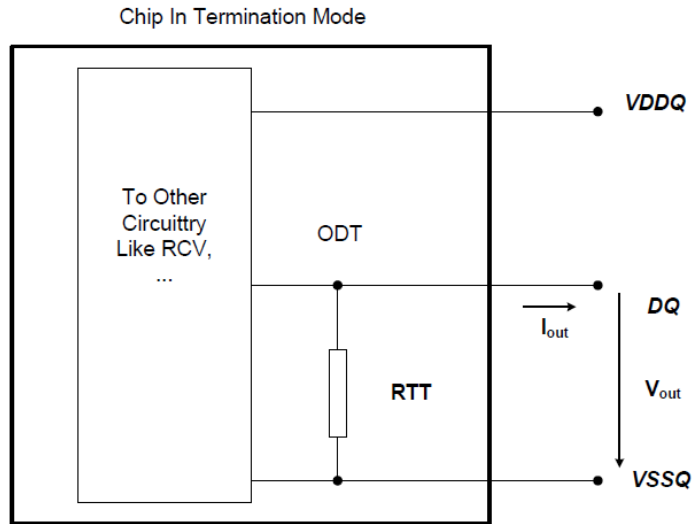 Chip In Termination Mode
VDDQ
To Other
Circuittry
Like RCV,
...
ODT
DQ
Iout
RTT
Vout
VSSQ